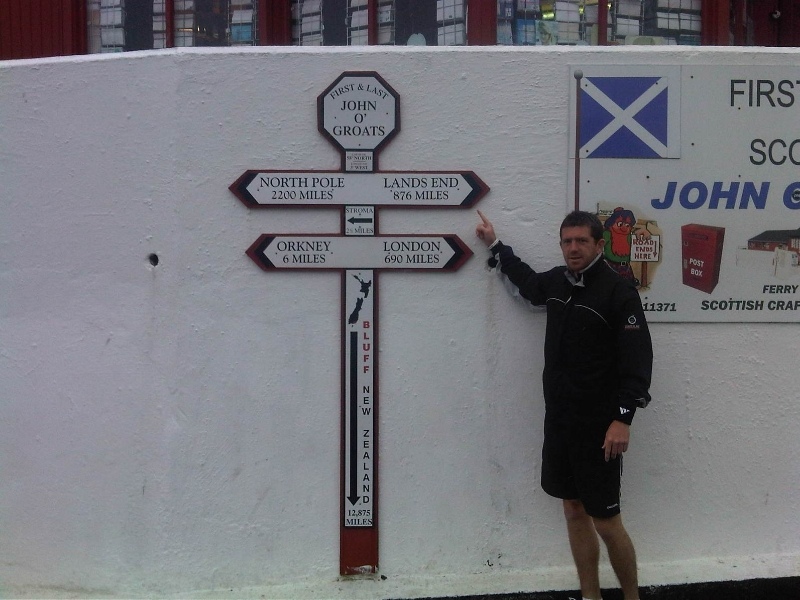 FIRST & LAST
JOHN
O'
GROATS
NORTH POLE
2200 MILES
LANDS END
876 MILES
STROMA
ORKNEY
6 MILES
LONDON
690 MILES
BLUFF NEW ZEALAND
12,875
MILES
FIRST
SCO
JOHN O
ROAD
ENDS
HERE
POST
BOX
FERRY
11371
SCOTTISH CRAF